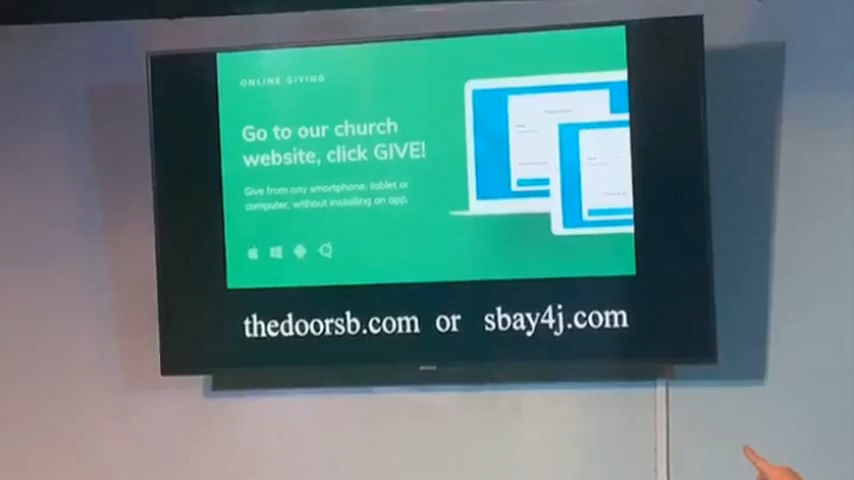 ONLINE GIVING
Go to our church
website, click GIVE!
Give from any smartphone, tablet or
computer, without installing an app.
thedoorsb.com or sbay4j.com